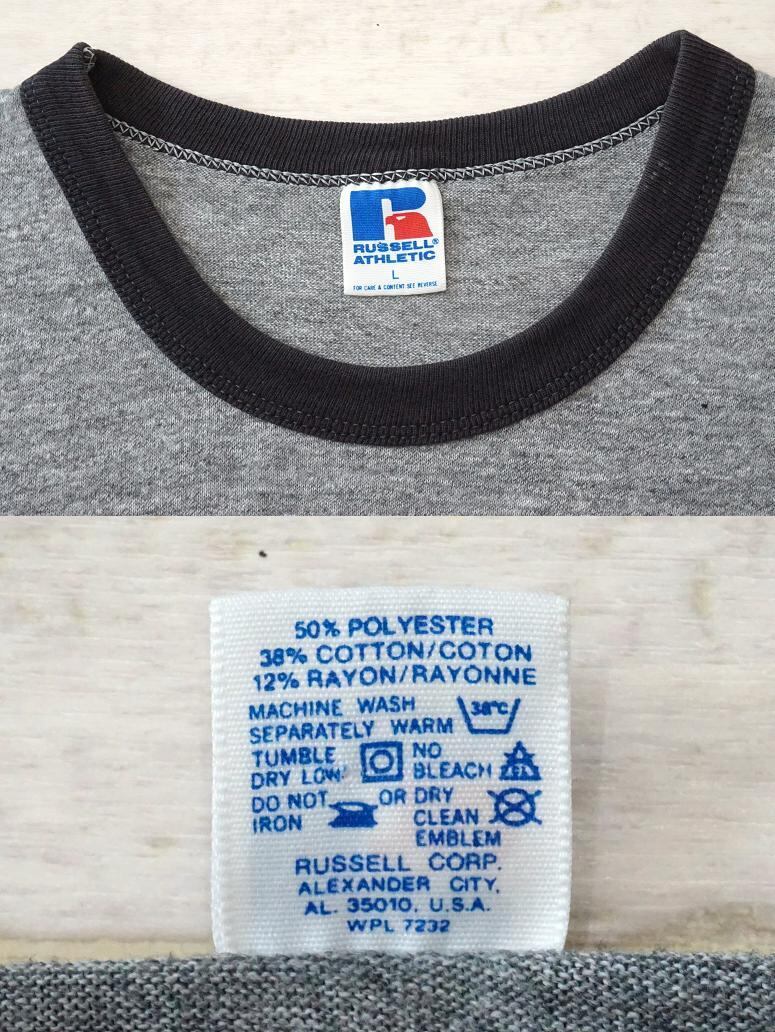 RUSSELL®
ATHLETIC
L
FOR CARE & CONTENT SEE REVERSE
50% POLYESTER
38% COTTON/COTON
12% RAYON/RAYONNE
MACHINE WASH
SEPARATELY WARM 38°C
TUMBLE
DRY LOW
NO
BLEACH
DO NOT
IRON
OR DRY
CLEAN
EMBLEM
RUSSELL CORP.
ALEXANDER CITY,
AL. 35010, U.S.A.
WPL 7232